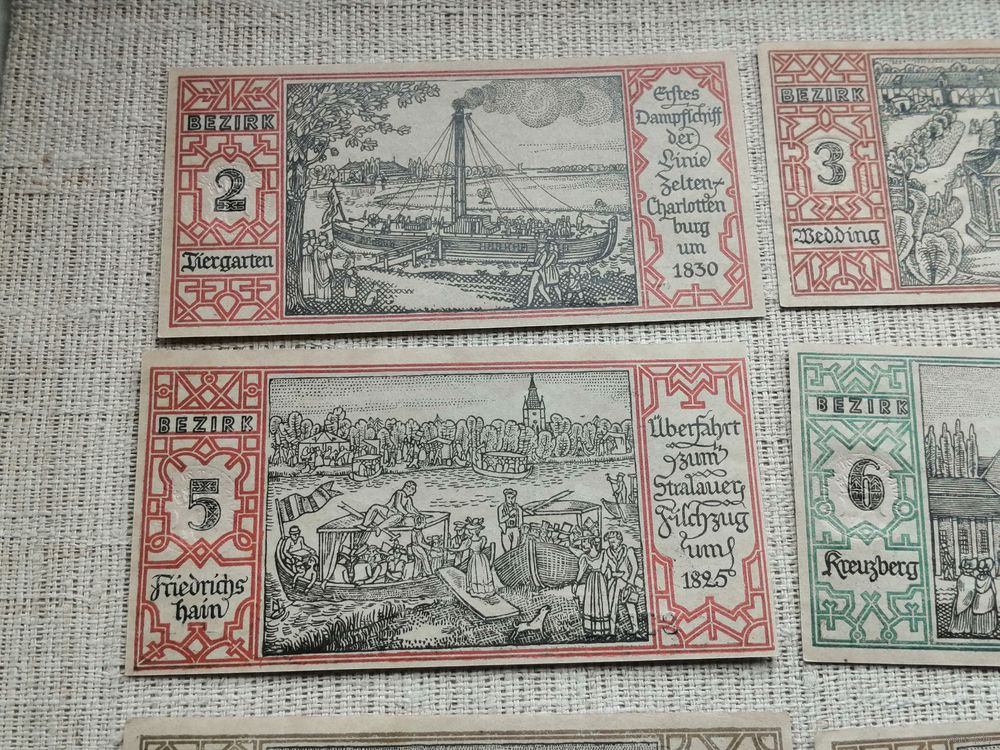 BEZIRK
2
Tiergarten
Erstes
Dampfschiff
der
Linie
Zelten-
Charlotten
burg
um
1830
BEZIRK
3
Wedding
BEZIRK
5
Friedrichs
hain
Überfahrt
zum
Stralauer
Fischzug
um
1825
BEZIRK
6
Kreuzberg